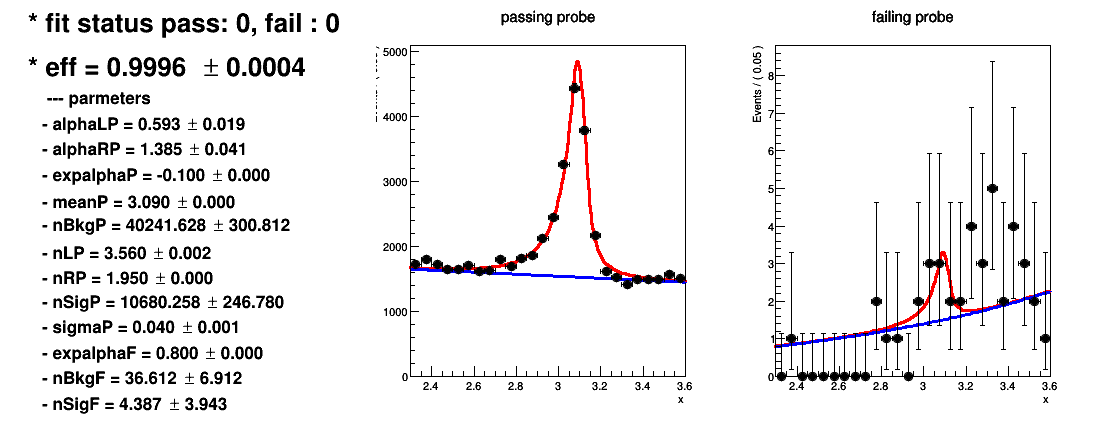 * fit status pass: 0, fail : 0
* eff = 0.9996 ± 0.0004
--- parmeters
- alphaLP = 0.593 ± 0.019
- alphaRP = 1.385 ± 0.041
- expalphaP = -0.100 ± 0.000
- meanP = 3.090 ± 0.000
- nBkgP = 40241.628 ± 300.812
- nLP = 3.560 ± 0.002
- nRP = 1.950 ± 0.000
- nSigP = 10680.258 ± 246.780
- sigmaP = 0.040 ± 0.001
- expalphaF = 0.800 ± 0.000
- nBkgF = 36.612 ± 6.912
- nSigF = 4.387 ± 3.943
passing probe
5000
4000
3000
2000
1000
0
2.4 2.6 2.8 3 3.2 3.4 3.6
x
failing probe
Events / ( 0.05 )
8
7
6
5
4
3
2
1
0
2.4 2.6 2.8 3 3.2 3.4 3.6
x